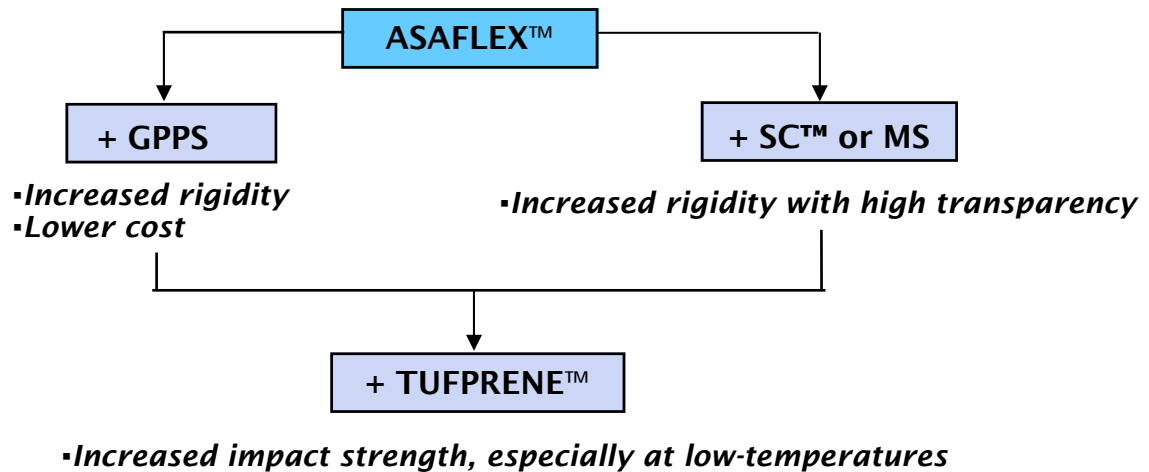 ASAFLEX™
+ GPPS
+ SC™ or MS
▪Increased rigidity
▪Lower cost
▪Increased rigidity with high transparency
+ TUFPRENE™
▪Increased impact strength, especially at low-temperatures